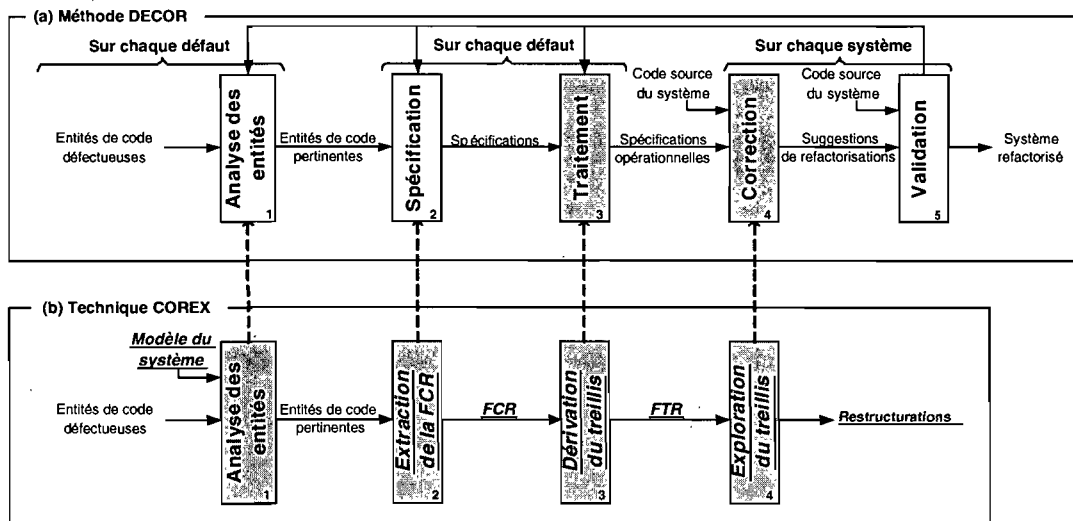 (a) Méthode DECOR
Sur chaque défaut
Sur chaque défaut
Sur chaque système
Code source
du système
Code source
du système
Entités de code
défectueuses
Analyse des
entités
1
Entités de code
pertinentes
Spécification
2
Spécifications
Traitement
3
Spécifications
opérationnelles
Correction
4
Suggestions
de refactorisations
Validation
5
Système
refactorisé
(b) Technique COREX
Modèle du
système
Entités de code
défectueuses
Analyse des
entités
1
Entités de code
pertinentes
Extraction
de la FCR
2
FCR
Dérivation
du treillis
3
FTR
Exploration
du treillis
4
Restructurations